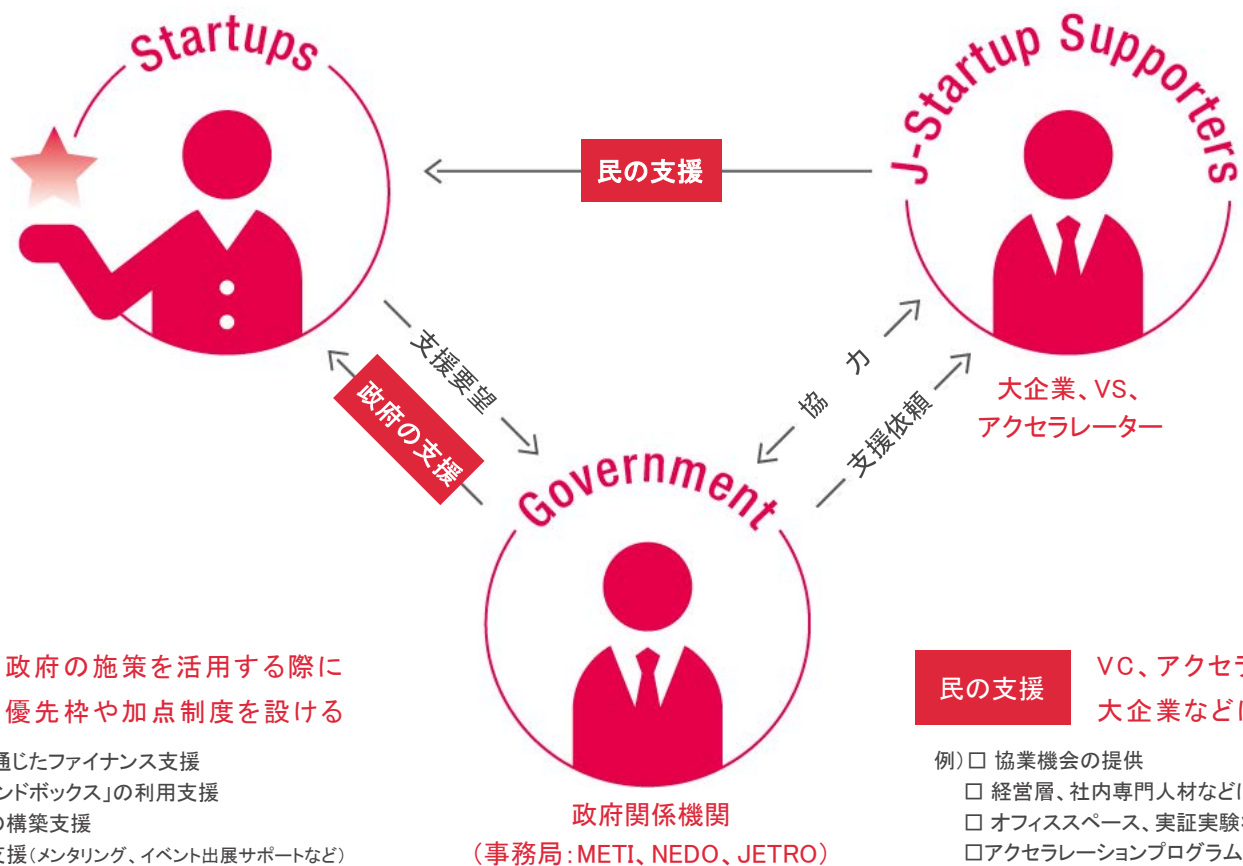 Startups
J-Startup Supporters
民の支援
支援要望
政府の支援
協 力
支援依頼
大企業、VS、
アクセラレーター
Government
政府関係機関
（事務局：METI、NEDO、JETRO）
政府の施策を活用する際に
優先枠や加点制度を設ける
通じたファイナンス支援
ンドボックス」の利用支援
の構築支援
支援（メンタリング、イベント出展サポートなど）
民の支援
VC、アクセラ
大企業などに
例）□ 協業機会の提供
□ 経営層、社内専門人材などに
□ オフィススペース、実証実験
□アクセラレーションプログラム